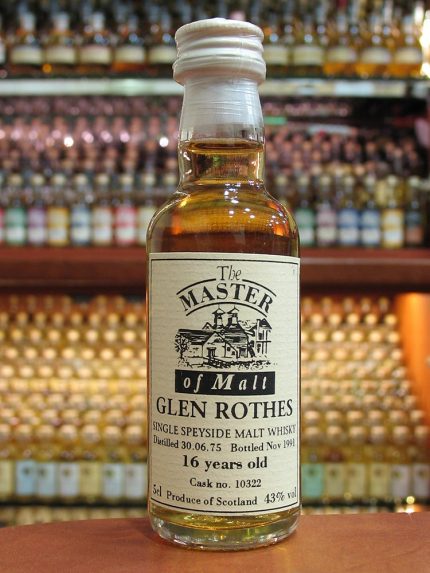 The
MASTER
of Malt
GLEN ROTHES
SINGLE SPEYSIDE MALT WHISKY
Distilled 30.06.75 Bottled Nov 1991
16 years old
Cask no. 10322
5cl Produce of Scotland 43% vol